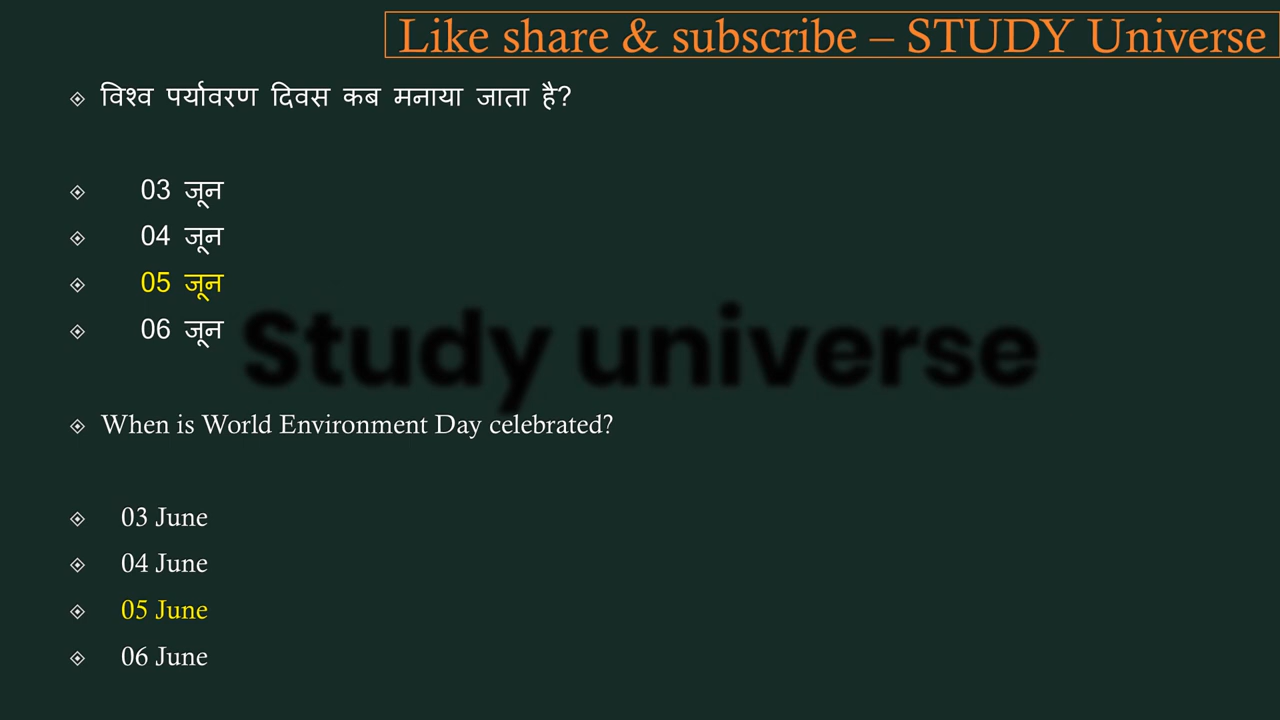 Like share & subscribe – STUDY Universe
विश्व पर्यावरण दिवस कब मनाया जाता है?
03 जून
04 जून
05 जून
06 जून
Study universe
When is World Environment Day celebrated?
03 June
04 June
05 June
06 June